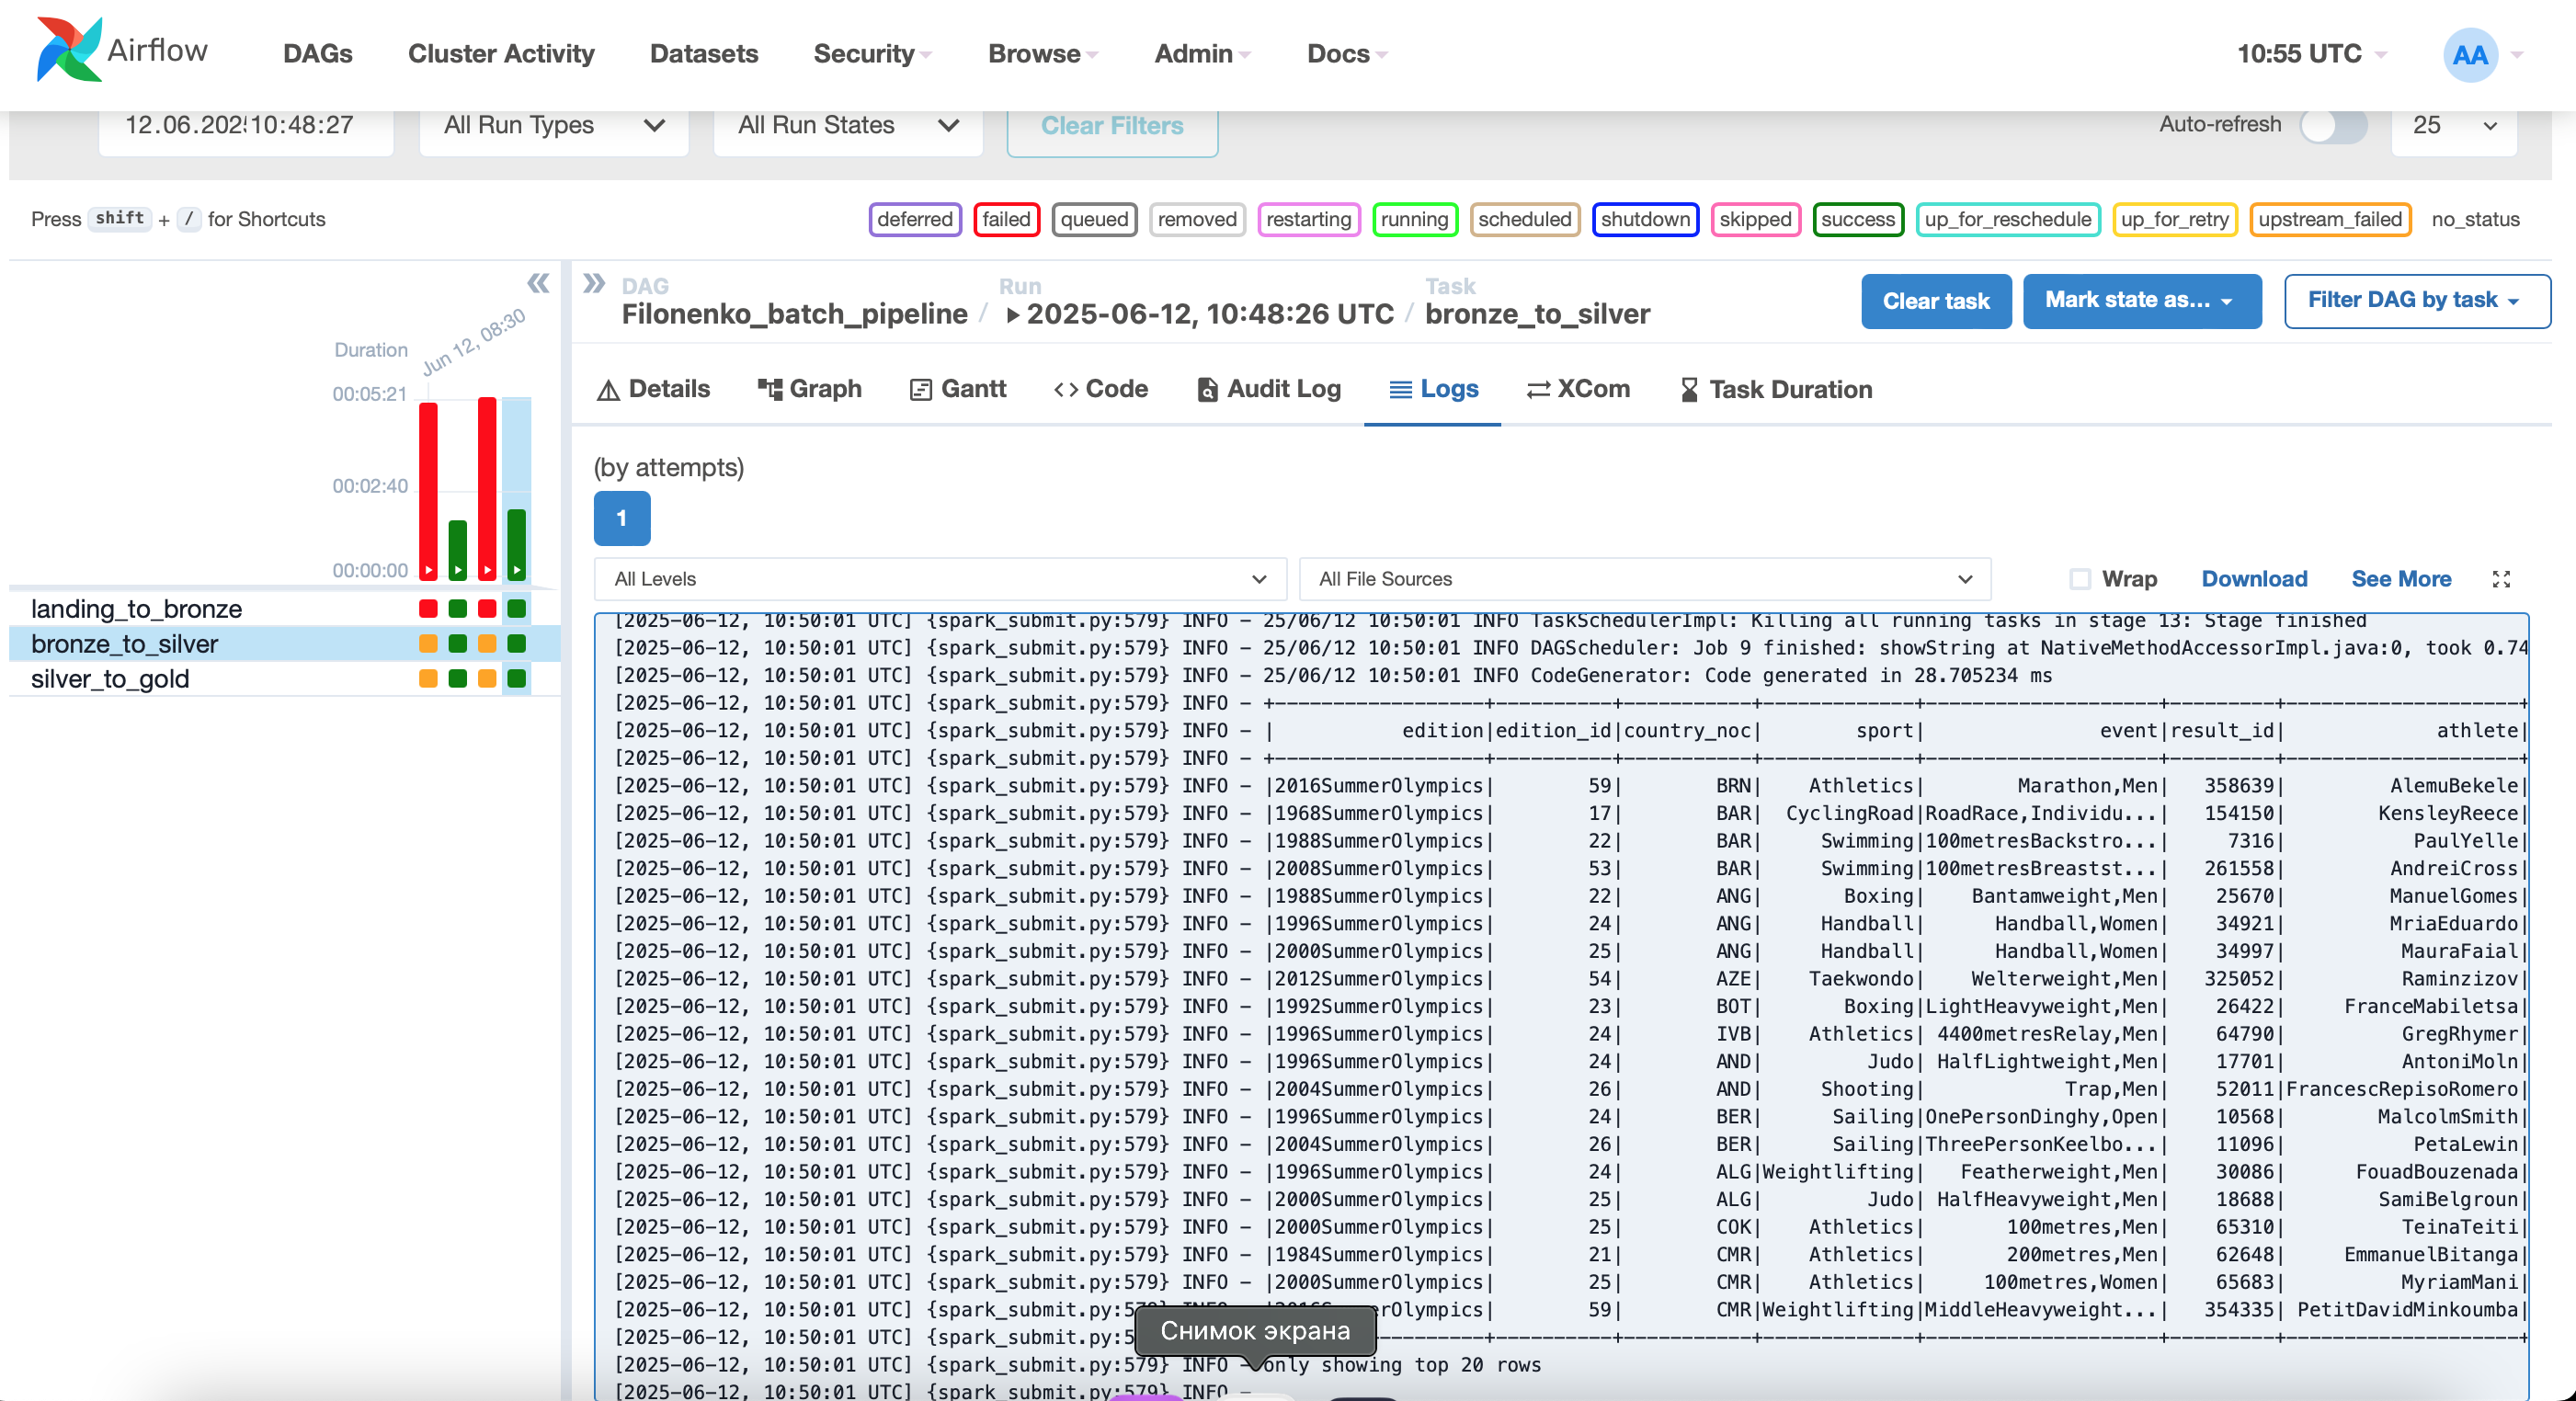 Airflow DAGs Cluster Activity Datasets Security Browse Admin Docs 10:55 UTC AA
12.06.202 10:48:27 All Run Types All Run States Clear Filters Auto-refresh 25
Press shift + / for Shortcuts deferred failed queued removed restarting running scheduled shutdown skipped success up_for_reschedule up_for_retry upstream_failed no_status
DAG Run Task
Filonenko_batch_pipeline / 2025-06-12, 10:48:26 UTC / bronze_to_silver Clear task Mark state as... Filter DAG by task
Jun 12, 08:30
Duration
00:05:21
00:02:40
00:00:00
landing_to_bronze
bronze_to_silver
silver_to_gold
Details Graph Gantt Code Audit Log Logs XCom Task Duration
(by attempts)
1
All Levels All File Sources Wrap Download See More
[2025-06-12, 10:50:01 UTC] {spark_submit.py:579} INFO - 25/06/12 10:50:01 INFO TaskSchedulerImpl: Killing all running tasks in stage 13: Stage finished
[2025-06-12, 10:50:01 UTC] {spark_submit.py:579} INFO - 25/06/12 10:50:01 INFO DAGScheduler: Job 9 finished: showString at NativeMethodAccessorImpl.java:0, took 0.74
[2025-06-12, 10:50:01 UTC] {spark_submit.py:579} INFO - 25/06/12 10:50:01 INFO CodeGenerator: Code generated in 28.705234 ms
[2025-06-12, 10:50:01 UTC] {spark_submit.py:579} INFO - +------------------+----------+-----------+-------------+--------------------+---------+--------------------+
[2025-06-12, 10:50:01 UTC] {spark_submit.py:579} INFO - | edition|edition_id|country_noc| sport| event|result_id| athlete|
[2025-06-12, 10:50:01 UTC] {spark_submit.py:579} INFO - +------------------+----------+-----------+-------------+--------------------+---------+--------------------+
[2025-06-12, 10:50:01 UTC] {spark_submit.py:579} INFO - |2016SummerOlympics| 59| BRN| Athletics| Marathon,Men| 358639| AlemuBekele|
[2025-06-12, 10:50:01 UTC] {spark_submit.py:579} INFO - |1968SummerOlympics| 17| BAR| CyclingRoad|RoadRace,Individu...| 154150| KensleyReece|
[2025-06-12, 10:50:01 UTC] {spark_submit.py:579} INFO - |1988SummerOlympics| 22| BAR| Swimming|100metresBackstro...| 7316| PaulYelle|
[2025-06-12, 10:50:01 UTC] {spark_submit.py:579} INFO - |2008SummerOlympics| 53| BAR| Swimming|100metresBreastst...| 261558| AndreiCross|
[2025-06-12, 10:50:01 UTC] {spark_submit.py:579} INFO - |1988SummerOlympics| 22| ANG| Boxing| Bantamweight,Men| 25670| ManuelGomes|
[2025-06-12, 10:50:01 UTC] {spark_submit.py:579} INFO - |1996SummerOlympics| 24| ANG| Handball| Handball,Women| 34921| MriaEduardo|
[2025-06-12, 10:50:01 UTC] {spark_submit.py:579} INFO - |2000SummerOlympics| 25| ANG| Handball| Handball,Women| 34997| MauraFaial|
[2025-06-12, 10:50:01 UTC] {spark_submit.py:579} INFO - |2012SummerOlympics| 54| AZE| Taekwondo| Welterweight,Men| 325052| Raminzizov|
[2025-06-12, 10:50:01 UTC] {spark_submit.py:579} INFO - |1992SummerOlympics| 23| BOT| Boxing|LightHeavyweight,Men| 26422| FranceMabiletsa|
[2025-06-12, 10:50:01 UTC] {spark_submit.py:579} INFO - |1996SummerOlympics| 24| IVB| Athletics| 4400metresRelay,Men| 64790| GregRhymer|
[2025-06-12, 10:50:01 UTC] {spark_submit.py:579} INFO - |1996SummerOlympics| 24| AND| Judo| HalfLightweight,Men| 17701| AntoniMoln|
[2025-06-12, 10:50:01 UTC] {spark_submit.py:579} INFO - |2004SummerOlympics| 26| AND| Shooting| Trap,Men| 52011|FrancescRepisoRomero|
[2025-06-12, 10:50:01 UTC] {spark_submit.py:579} INFO - |1996SummerOlympics| 24| BER| Sailing|OnePersonDinghy,Open| 10568| MalcolmSmith|
[2025-06-12, 10:50:01 UTC] {spark_submit.py:579} INFO - |2004SummerOlympics| 26| BER| Sailing|ThreePersonKeelbo...| 11096| PetaLewin|
[2025-06-12, 10:50:01 UTC] {spark_submit.py:579} INFO - |1996SummerOlympics| 24| ALG|Weightlifting| Featherweight,Men| 30086| FouadBouzenada|
[2025-06-12, 10:50:01 UTC] {spark_submit.py:579} INFO - |2000SummerOlympics| 25| ALG| Judo| HalfHeavyweight,Men| 18688| SamiBelgroun|
[2025-06-12, 10:50:01 UTC] {spark_submit.py:579} INFO - |2000SummerOlympics| 25| COK| Athletics| 100metres,Men| 65310| TeinaTeiti|
[2025-06-12, 10:50:01 UTC] {spark_submit.py:579} INFO - |1984SummerOlympics| 21| CMR| Athletics| 200metres,Men| 62648| EmmanuelBitanga|
[2025-06-12, 10:50:01 UTC] {spark_submit.py:579} INFO - |2000SummerOlympics| 25| CMR| Athletics| 100metres,Women| 65683| MyriamMani|
[2025-06-12, 10:50:01 UTC] {spark_submit.py:579} INFO - |2016SummerOlympics| 59| CMR|Weightlifting|MiddleHeavyweight...| 354335| PetitDavidMinkoumba|
[2025-06-12, 10:50:01 UTC] {spark_submit.py:5 ----------+----------+-----------+-------------+--------------------+---------+--------------------+
Снимок экрана
[2025-06-12, 10:50:01 UTC] {spark_submit.py:579} INFO - only showing top 20 rows
[2025-06-12, 10:50:01 UTC] {spark_submit.py:579} INFO -